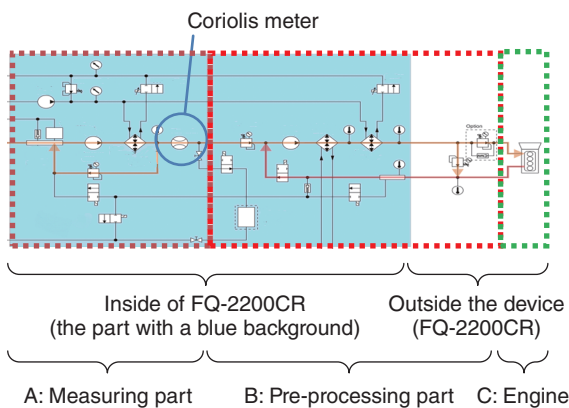 Coriolis meter
Option
Inside of FQ-2200CR
(the part with a blue background)
Outside the device
(FQ-2200CR)
A: Measuring part
B: Pre-processing part
C: Engine